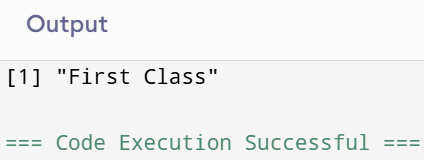 Output
[1] "First Class"
=== Code Execution Successful ===